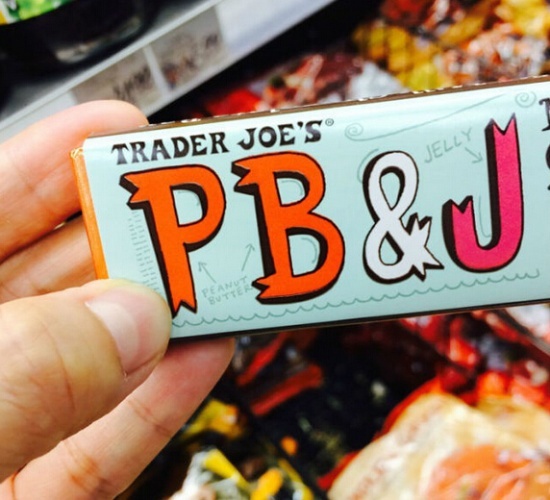 TRADER JOE'S®
PB & J
JELLY
PEANUT
BUTTER